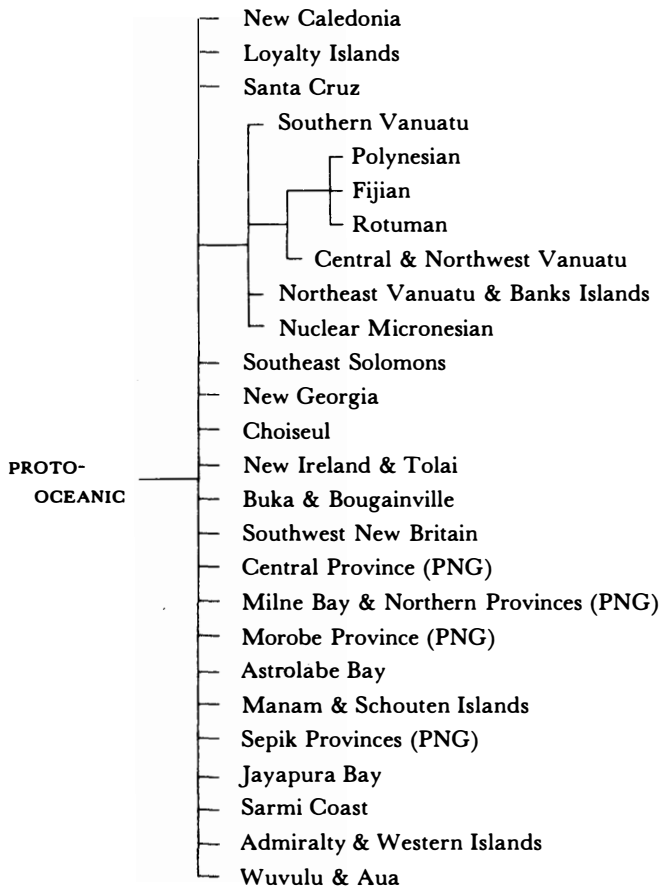 New Caledonia
Loyalty Islands
Santa Cruz
Southern Vanuatu
Polynesian
Fijian
Rotuman
Central & Northwest Vanuatu
Northeast Vanuatu & Banks Islands
Nuclear Micronesian
Southeast Solomons
New Georgia
Choiseul
New Ireland & Tolai
PROTO-
OCEANIC
Buka & Bougainville
Southwest New Britain
Central Province (PNG)
Milne Bay & Northern Provinces (PNG)
Morobe Province (PNG)
Astrolabe Bay
Manam & Schouten Islands
Sepik Provinces (PNG)
Jayapura Bay
Sarmi Coast
Admiralty & Western Islands
Wuvulu & Aua